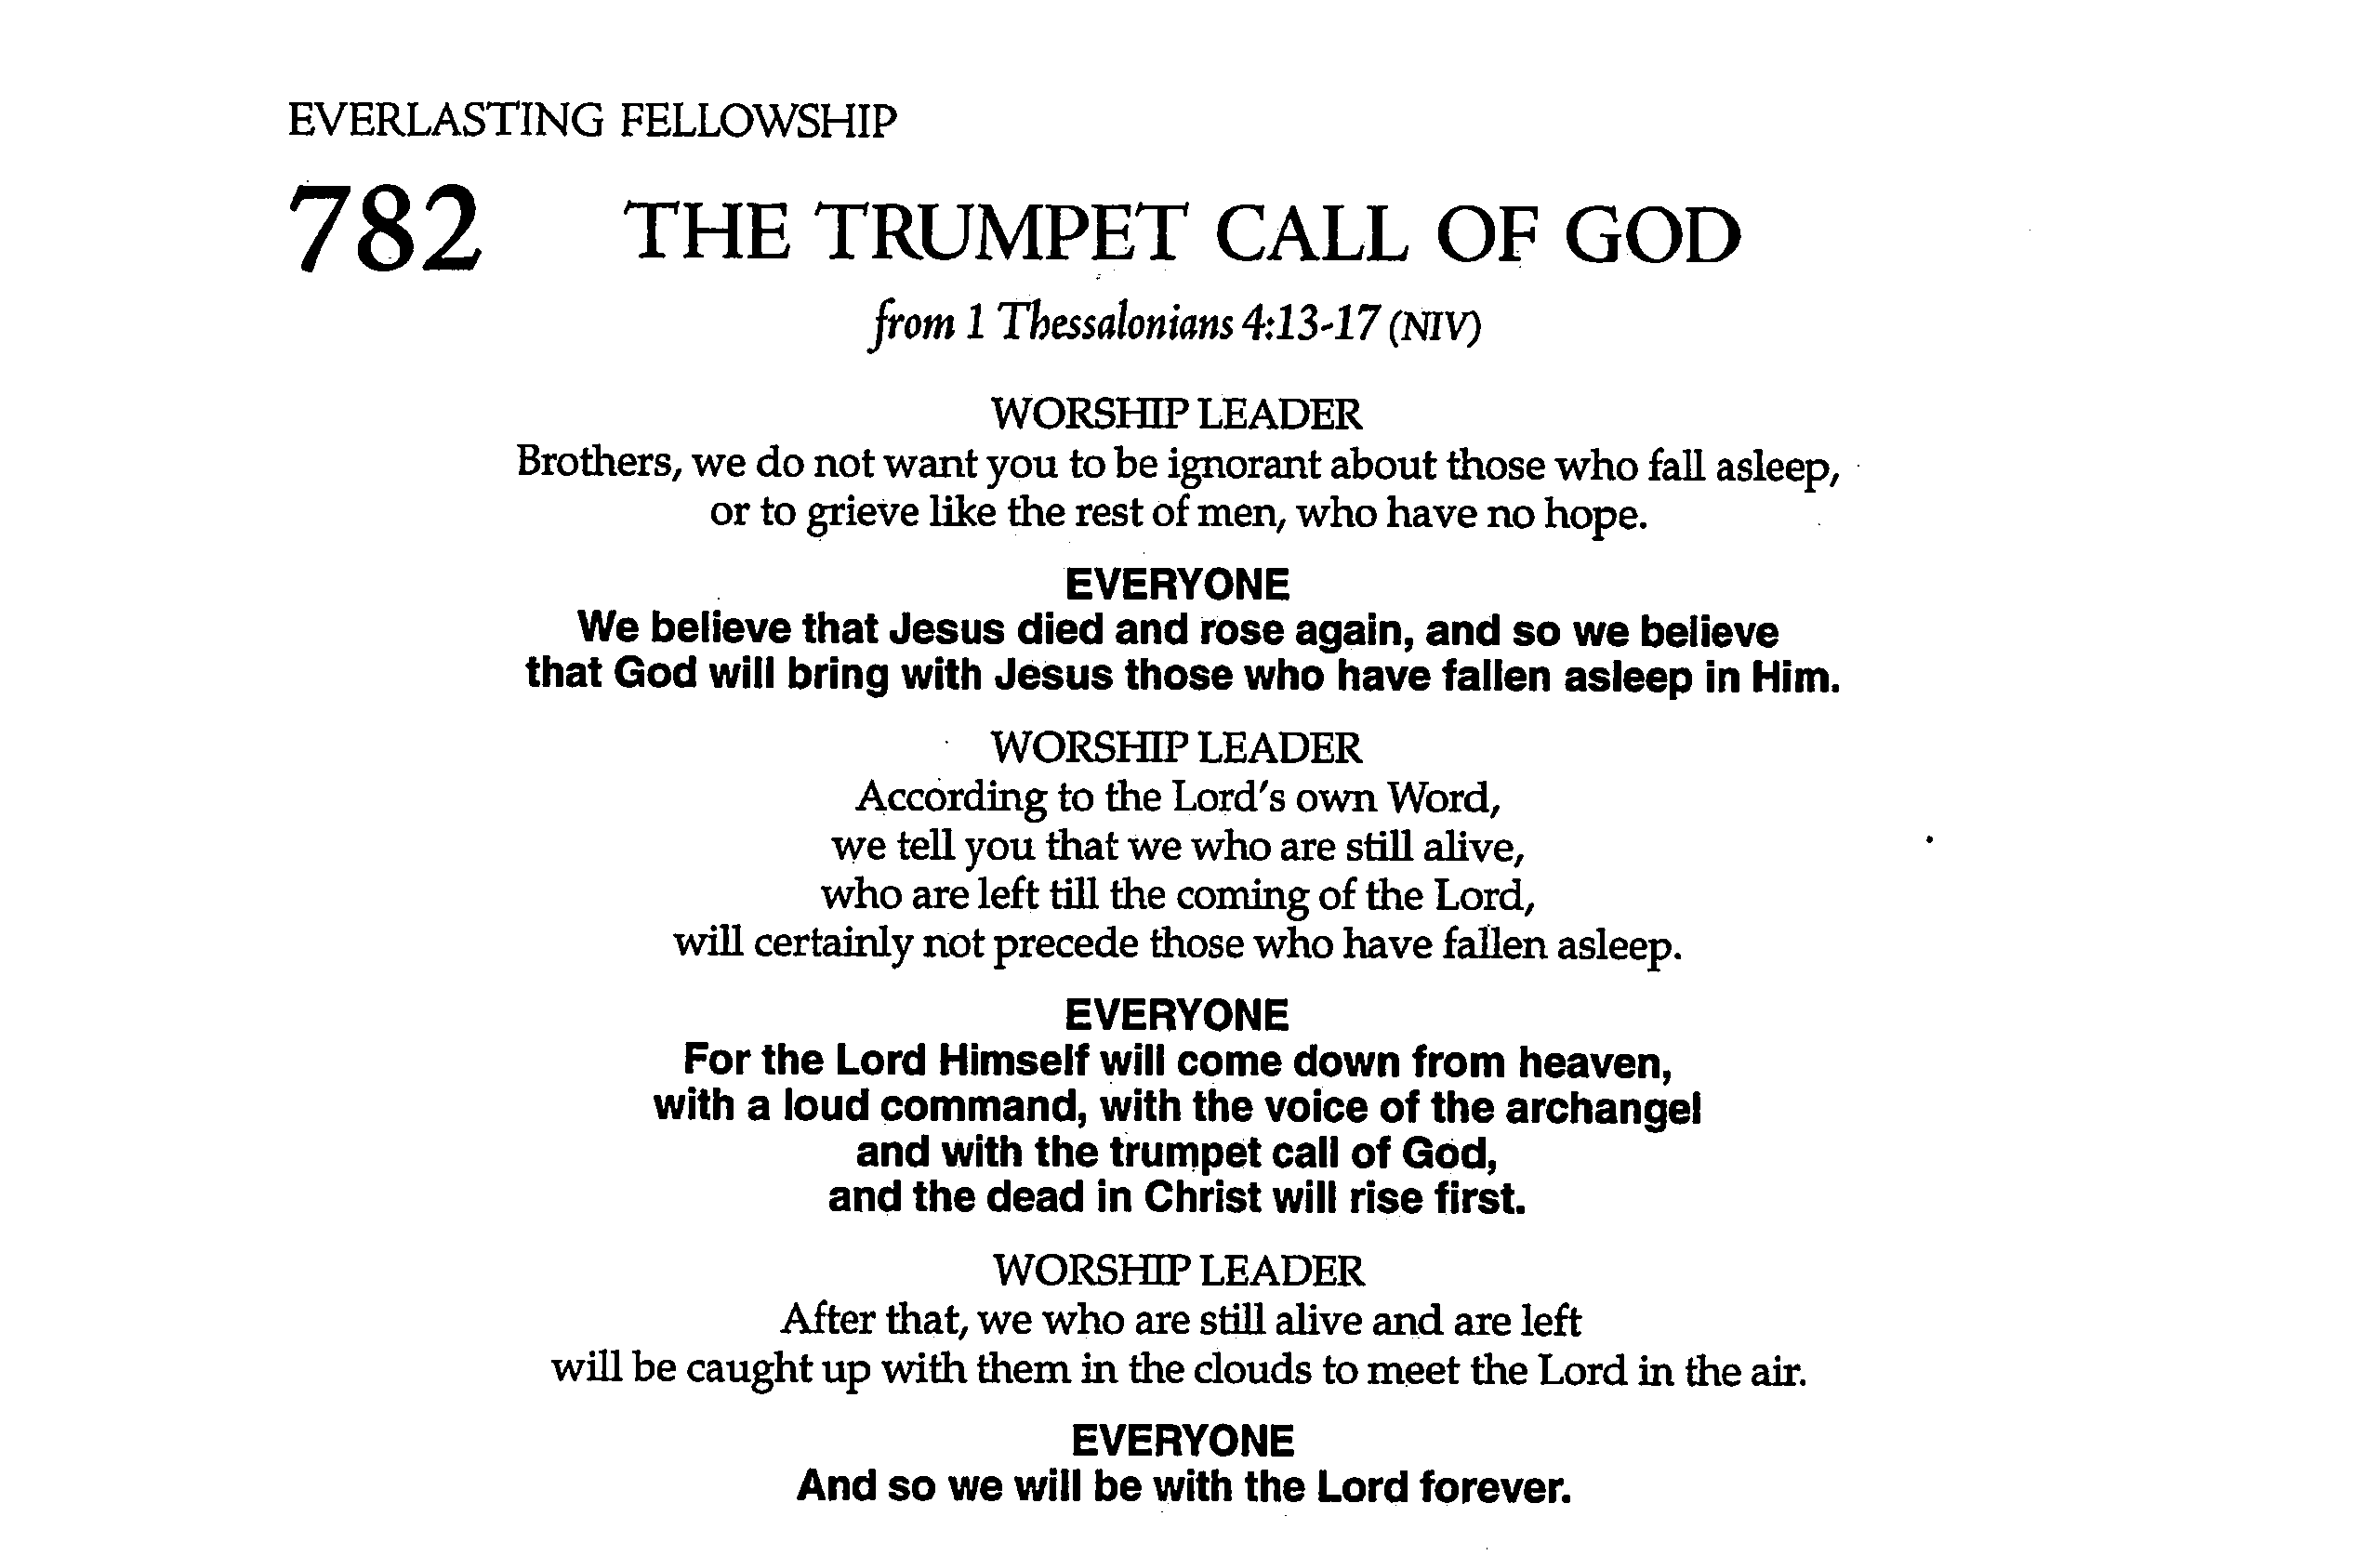 EVERLASTING FELLOWSHIP
782 THE TRUMPET CALL OF GOD
from 1 Thessalonians 4:13-17 (NIV)
WORSHIP LEADER
Brothers, we do not want you to be ignorant about those who fall asleep,
or to grieve like the rest of men, who have no hope.
EVERYONE
We believe that Jesus died and rose again, and so we believe
that God will bring with Jesus those who have fallen asleep in Him.
WORSHIP LEADER
According to the Lord's own Word,
we tell you that we who are still alive,
who are left till the coming of the Lord,
will certainly not precede those who have fallen asleep.
EVERYONE
For the Lord Himself will come down from heaven,
with a loud command, with the voice of the archangel
and with the trumpet call of God,
and the dead in Christ will rise first.
WORSHIP LEADER
After that, we who are still alive and are left
will be caught up with them in the clouds to meet the Lord in the air.
EVERYONE
And so we will be with the Lord forever.